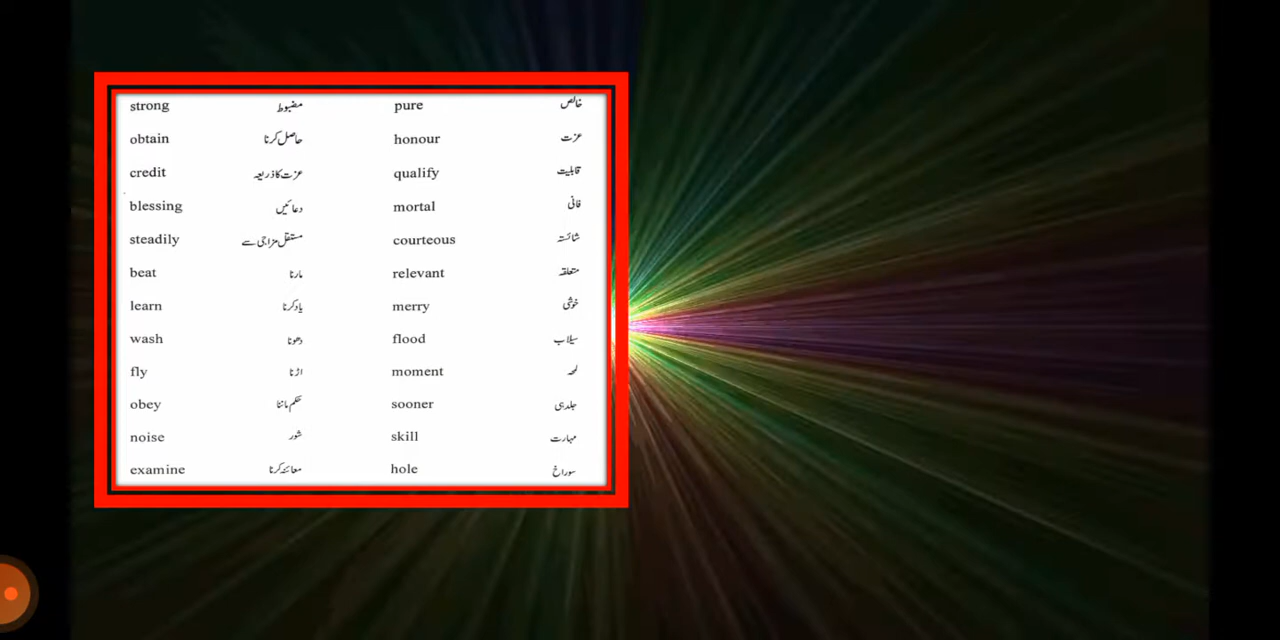 strong مضبوط pure خالص
obtain حاصل کرنا honour عزت
credit عزت کا ذریعہ qualify قابلیت
blessing دعائیں mortal فانی
steadily مستقل مزاجی سے courteous شائستہ
beat مارنا relevant متعلقہ
learn یاد کرنا merry خوشی
wash دھونا flood سیلاب
fly اڑنا moment لمحہ
obey حکم ماننا sooner جلد ہی
noise شور skill مہارت
examine معائنہ کرنا hole سوراخ